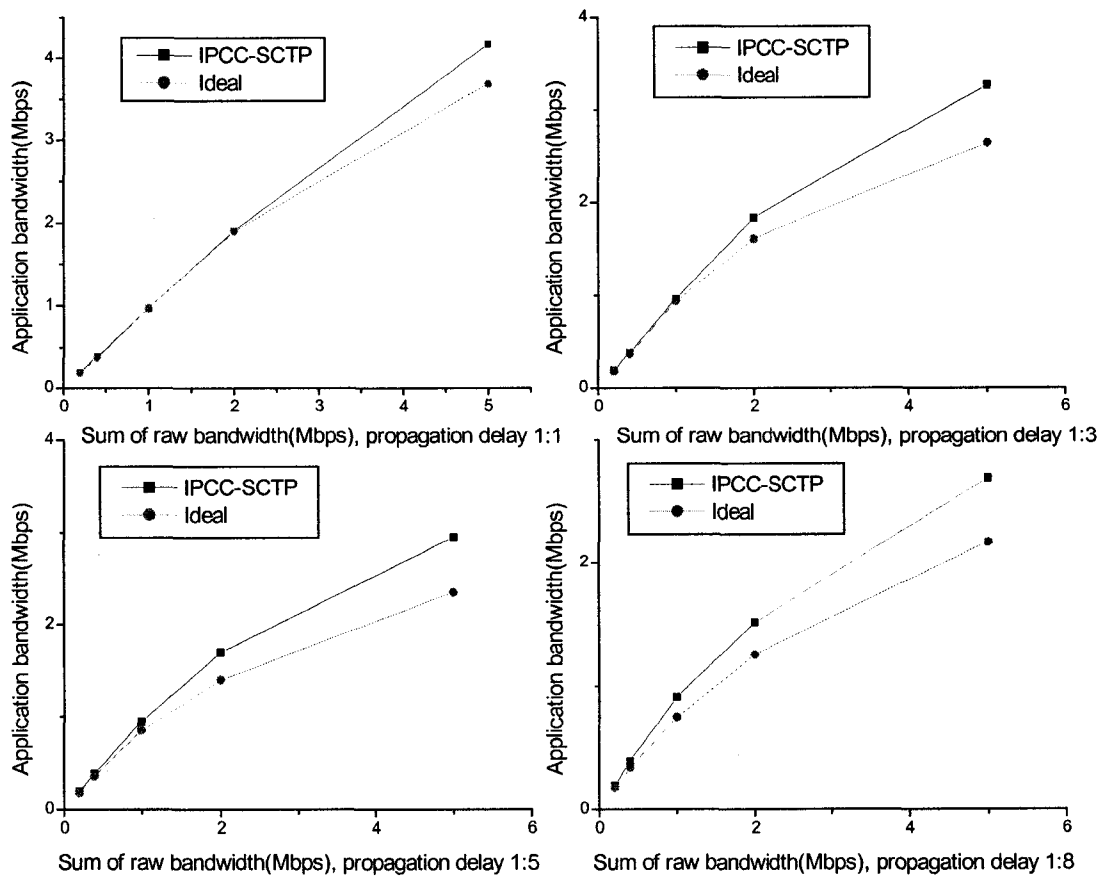 IPCC-SCTP
Ideal
Application bandwidth(Mbps)
4
3
2
1
0
0 1 2 3 4 5
Sum of raw bandwidth(Mbps), propagation delay 1:1
IPCC-SCTP
Ideal
Application bandwidth(Mbps)
4
2
0
0 2 4 6
Sum of raw bandwidth(Mbps), propagation delay 1:3
IPCC-SCTP
Ideal
Application bandwidth(Mbps)
4
2
0
0 2 4 6
Sum of raw bandwidth(Mbps), propagation delay 1:5
IPCC-SCTP
Ideal
Application bandwidth(Mbps)
2
0
0 2 4 6
Sum of raw bandwidth(Mbps), propagation delay 1:8